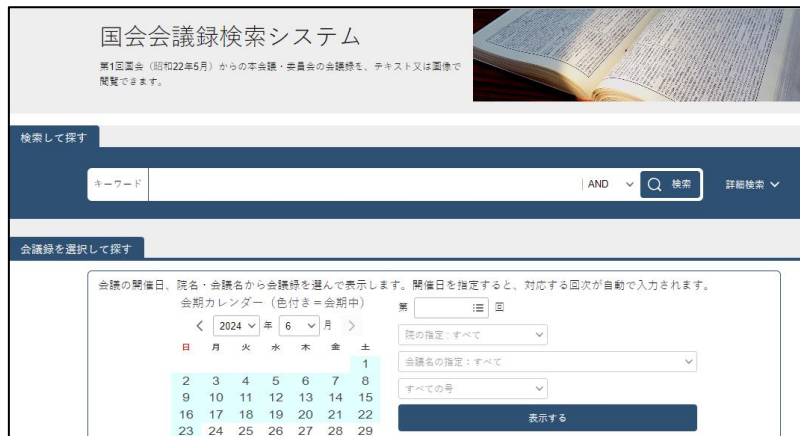 国会会議録検索システム
第1回国会（昭和22年5月）からの本会議・委員会の会議録を、テキスト又は画像で
閲覧できます。
検索して探す
キーワード AND 検索 詳細検索
会議録を選択して探す
会議の開催日、院名・会議名から会議録を選んで表示します。開催日を指定すると、対応する回次が自動で入力されます。
会期カレンダー（色付き＝会期中）
第 回
2024 年 6 月
院の指定：すべて
日 月 火 水 木 金 土
会議名の指定：すべて
1
2 3 4 5 6 7 8
すべての号
9 10 11 12 13 14 15
16 17 18 19 20 21 22
表示する
23 24 25 26 27 28 29